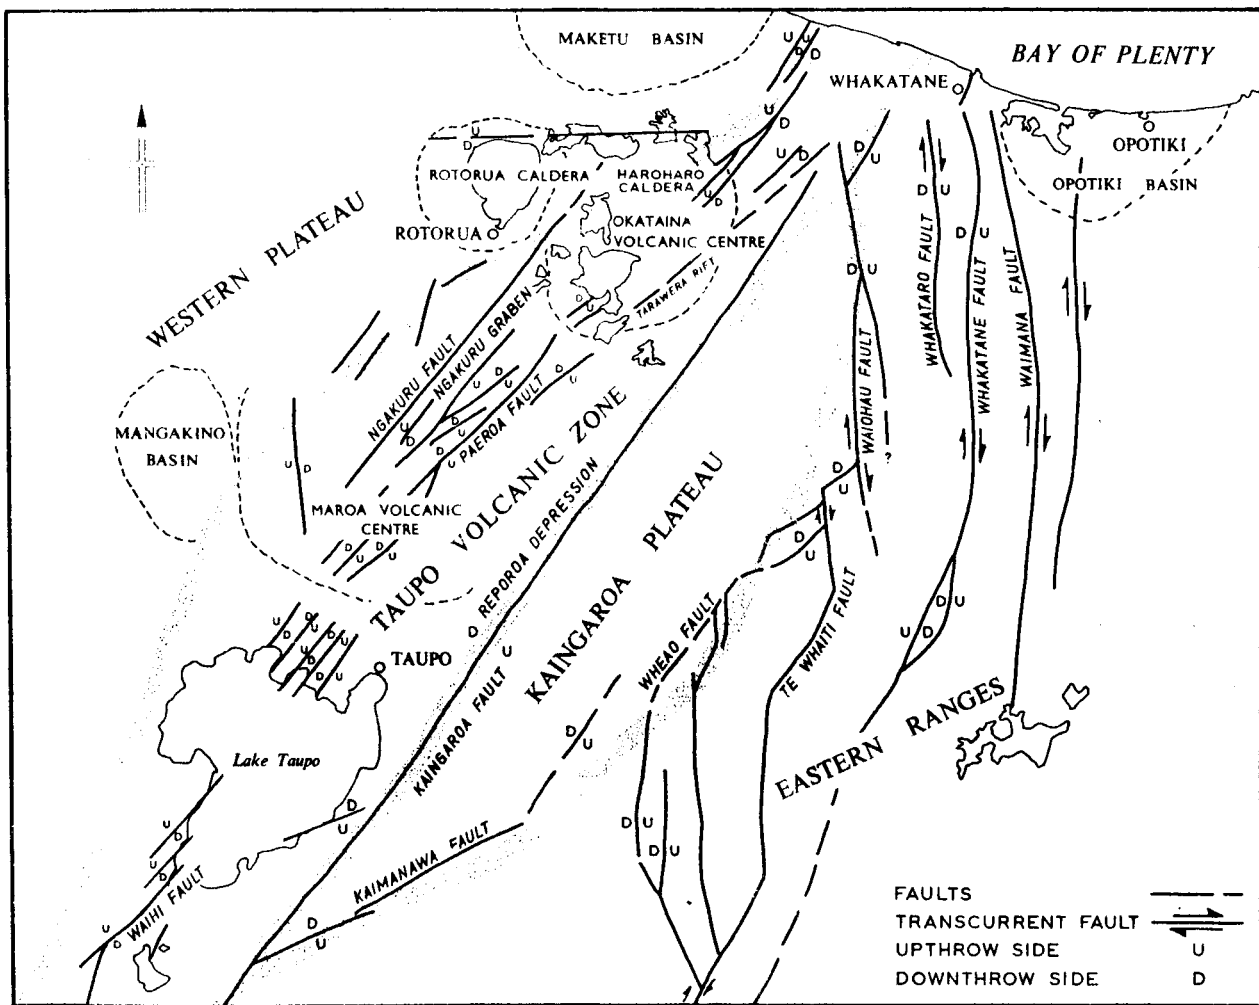 MAKETU BASIN
BAY OF PLENTY
WHAKATANE
OPOTIKI
OPOTIKI BASIN
ROTORUA CALDERA
HAROHARO
CALDERA
ROTORUA
OKATAINA
VOLCANIC CENTRE
TARAWERA RIFT
WESTERN PLATEAU
NGAKURU FAULT
NGAKURU GRABEN
PAEROA FAULT
WHAKATARO FAULT
WHAKATANE FAULT
WAIMANA FAULT
WAIOHAU FAULT
?
MANGAKINO
BASIN
MAROA VOLCANIC
CENTRE
TAUPO VOLCANIC ZONE
REPOROA DEPRESSION
KAINGAROA PLATEAU
KAINGAROA FAULT
WHEAO FAULT
TE WHAITI FAULT
EASTERN RANGES
TAUPO
Lake Taupo
WAIHI FAULT
KAIMANAWA FAULT
FAULTS
TRANSCURRENT FAULT
UPTHROW SIDE U
DOWNTHROW SIDE D